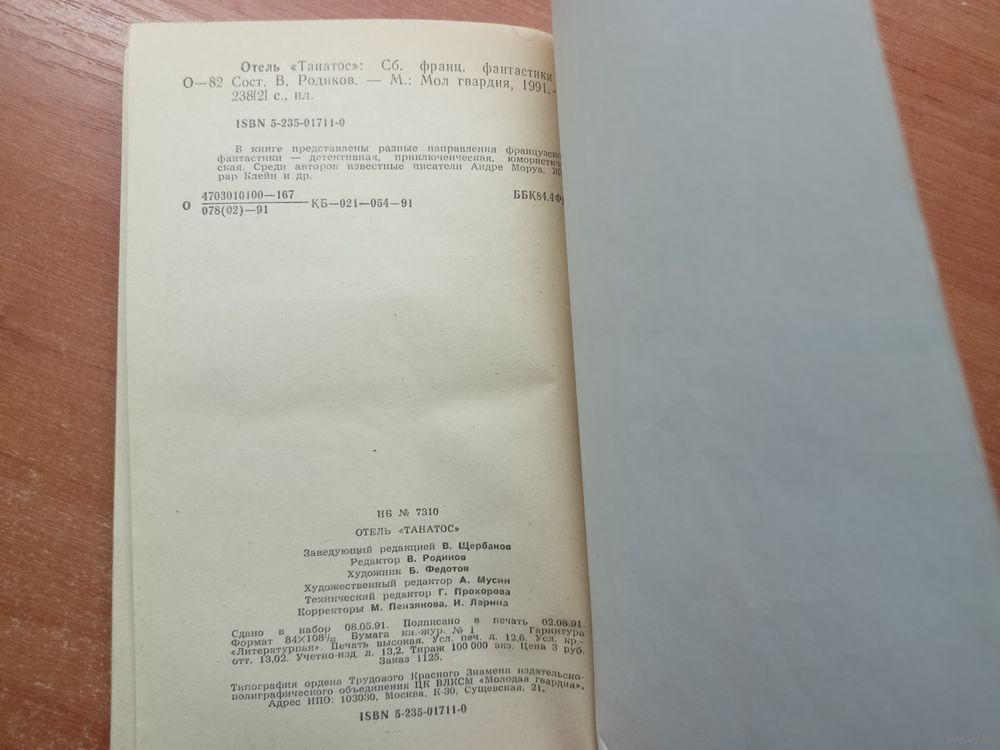 Отель «Танатос»: Сб. франц. фантастики
О—82 Сост. В. Родиков. — М.: Мол гвардия, 1991.—
238[2] с., ил.
ISBN 5-235-01711-0
В книге представлены разные направления французско
фантастики — детективная, приключенческая, юмористич
ская. Среди авторов известные писатели Андре Моруа, Ж
рар Клейн и др.
О 4703010100—167
078(02)—91
КБ—021—054—91
ББК84.4Ф
ИБ № 7310
ОТЕЛЬ «ТАНАТОС»
Заведующий редакцией В. Щербаков
Редактор В. Родиков
Художник Б. Федотов
Художественный редактор А. Мусин
Технический редактор Г. Прохорова
Корректоры М. Пензякова, И. Ларина
Сдано в набор 08.05.91. Подписано в печать 02.08.91.
Формат 84×108¹/₃₂ Бумага кн.-жур. № 1 Гарнитура
«Литературная». Печать высокая. Усл. печ. л. 12,6. Усл. кр.-
отт. 13,02. Учетно-изд. л. 13,2. Тираж 100 000 экз. Цена 3 руб.
Заказ 1125.
Типография ордена Трудового Красного Знамени издательско-
полиграфического объединения ЦК ВЛКСМ «Молодая гвардия».
Адрес ИПО: 103030, Москва, К-30, Сущевская, 21.
ISBN 5-235-01711-0